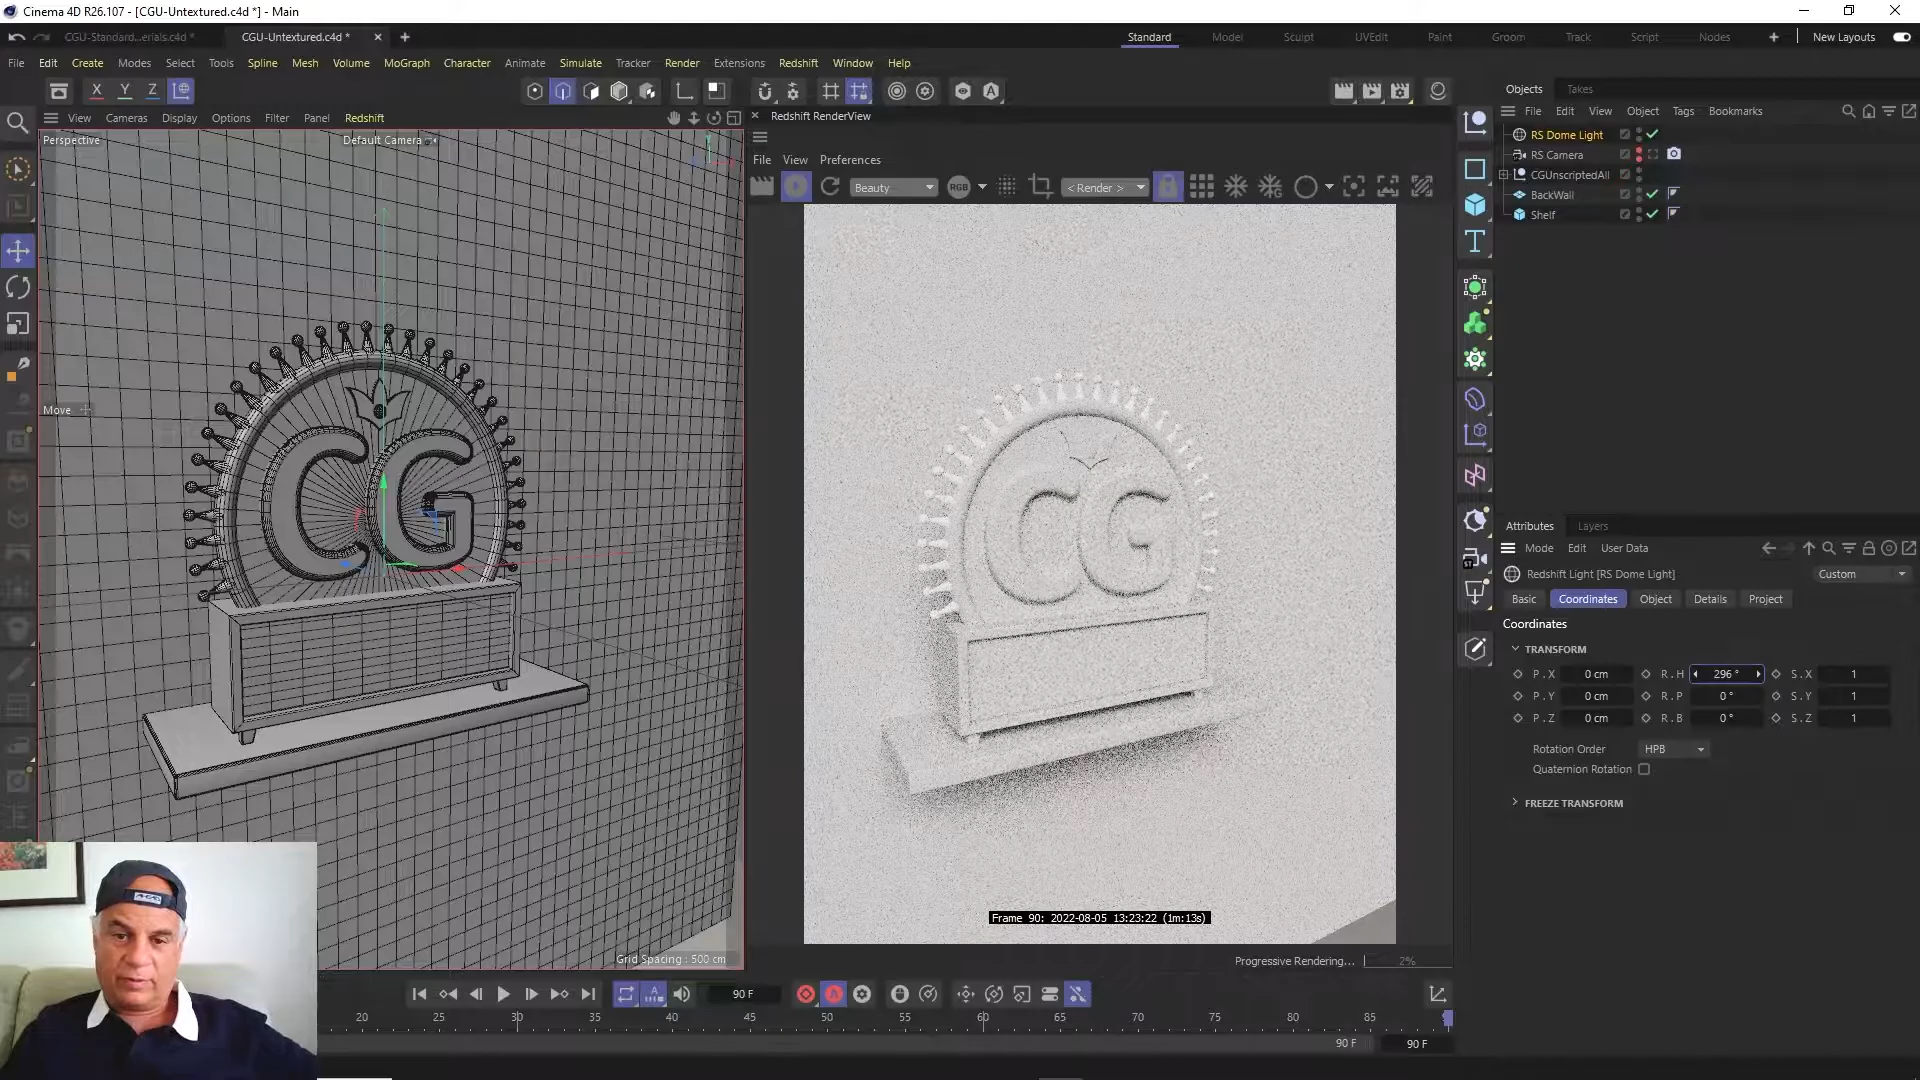 Cinema 4D R26.107 - [CGU-Untextured.c4d *] - Main
CGU-Standard...erials.c4d *
CGU-Untextured.c4d *
Standard
Model
Sculpt
UVEdit
Paint
Groom
Track
Script
Nodes
New Layouts
File Edit Create Modes Select Tools Spline Mesh Volume MoGraph Character Animate Simulate Tracker Render Extensions Redshift Window Help
X Y Z
View Cameras Display Options Filter Panel Redshift
Perspective
Default Camera
Move
CG
Grid Spacing : 500 cm
Redshift RenderView
File View Preferences
Beauty
RGB
< Render >
CG
Frame 90: 2022-08-05 13:23:22 (1m:13s)
Progressive Rendering...
2%
Objects Takes
File Edit View Object Tags Bookmarks
RS Dome Light
RS Camera
CGUnscriptedAll
BackWall
Shelf
Attributes Layers
Mode Edit User Data
Redshift Light [RS Dome Light]
Custom
Basic Coordinates Object Details Project
Coordinates
TRANSFORM
P . X 0 cm R . H 296 ° S . X 1
P . Y 0 cm R . P 0 ° S . Y 1
P . Z 0 cm R . B 0 ° S . Z 1
Rotation Order HPB
Quaternion Rotation
FREEZE TRANSFORM
90 F
20 25 30 35 40 45 50 55 60 65 70 75 80 85
90 F
90 F